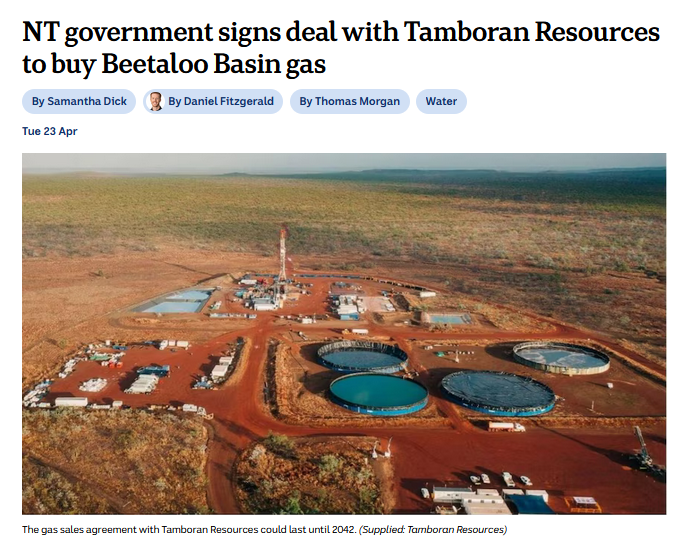 NT government signs deal with Tamboran Resources
to buy Beetaloo Basin gas
By Samantha Dick
By Daniel Fitzgerald
By Thomas Morgan
Water
Tue 23 Apr
The gas sales agreement with Tamboran Resources could last until 2042. (Supplied: Tamboran Resources)